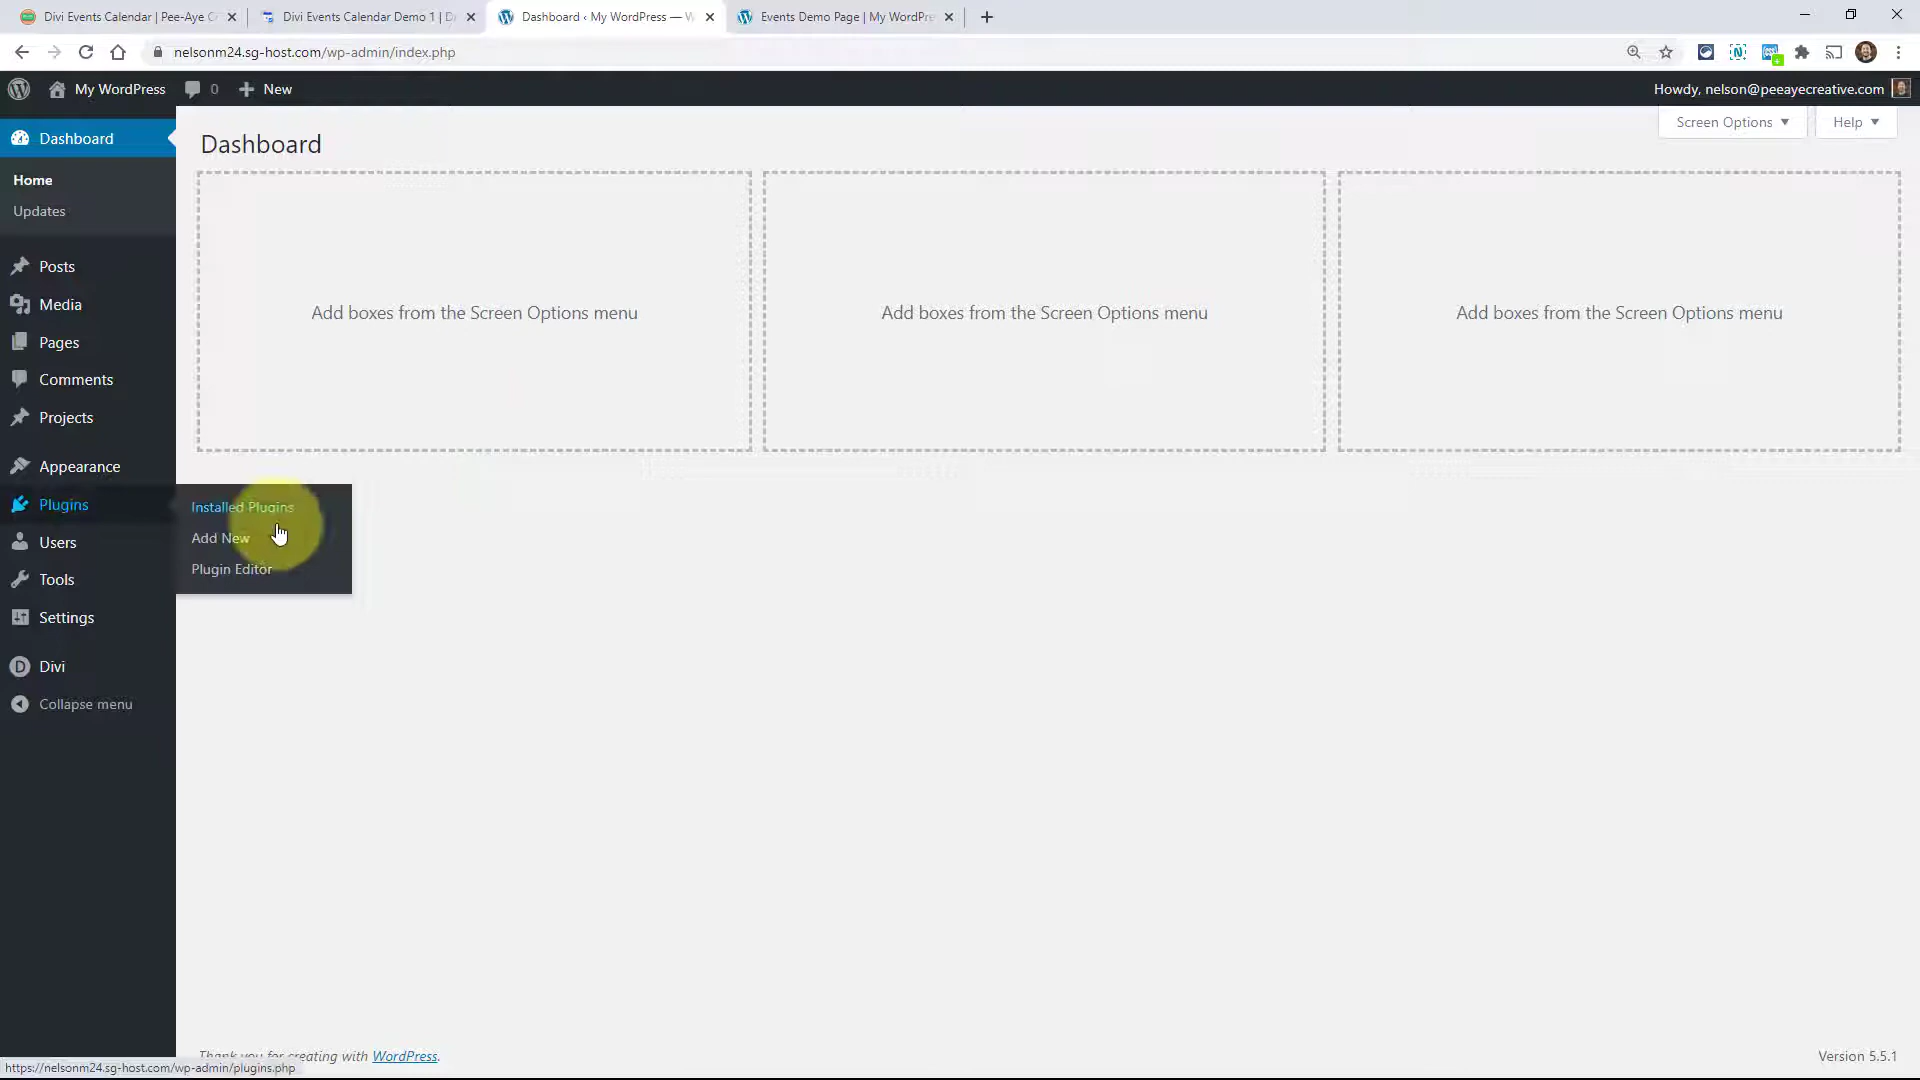 Divi Events Calendar | Pee-Aye C
Divi Events Calendar Demo 1 | D
Dashboard ‹ My WordPress — W
Events Demo Page | My WordPre
nelsonm24.sg-host.com/wp-admin/index.php
My WordPress
0
New
Howdy, nelson@peeayecreative.com
Dashboard
Home
Updates
Posts
Media
Pages
Comments
Projects
Appearance
Plugins
Users
Tools
Settings
Divi
Collapse menu
Installed Plugins
Add New
Plugin Editor
Dashboard
Screen Options
Help
Add boxes from the Screen Options menu
Add boxes from the Screen Options menu
Add boxes from the Screen Options menu
Thank you for creating with WordPress.
Version 5.5.1
https://nelsonm24.sg-host.com/wp-admin/plugins.php